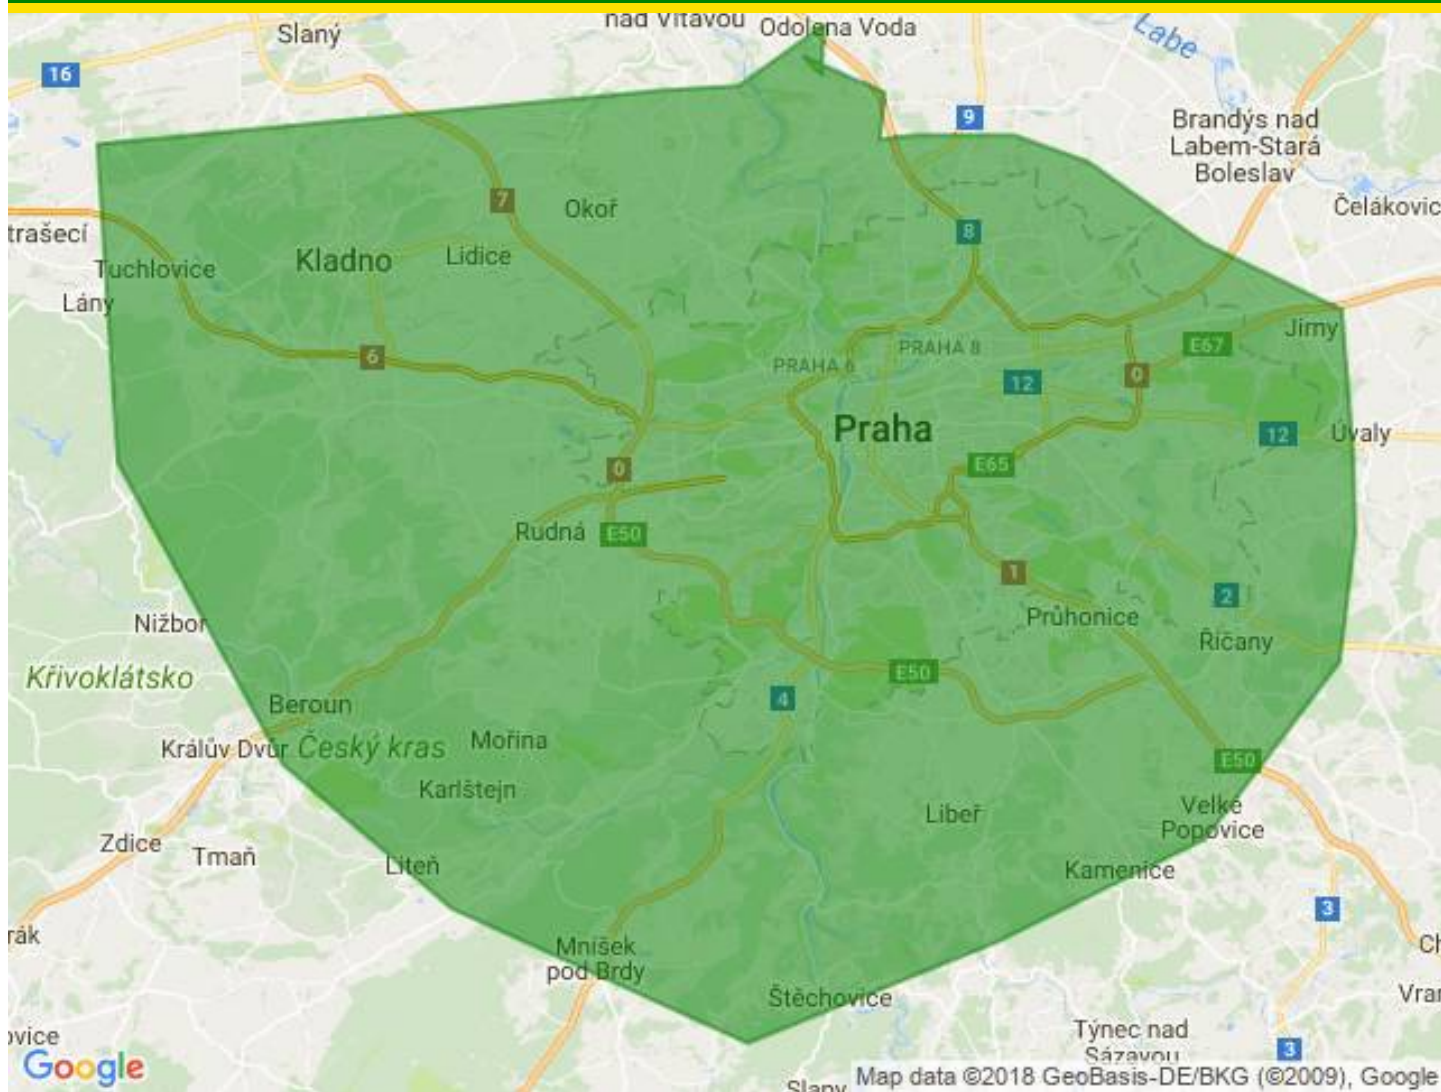 nad Vltavou
Odolena Voda
Slaný
Labe
16
9
Brandýs nad
Labem-Stará
Boleslav
7
Okoř
Čelákovic
8
trašecí
Kladno
Lidice
Tuchlovice
Lány
Jirny
PRAHA 8
E67
6
PRAHA 6
12
0
Praha
12
Úvaly
0
E65
Rudná
E50
1
2
Nižbor
Průhonice
Říčany
Křivoklátsko
E50
4
Beroun
Králův Dvůr
Český kras
Mořina
E50
Karlštejn
Libeř
Velké
Popovice
Zdice
Tmaň
Liteň
Kamenice
3
rák
Mníšek
pod Brdy
Ch
Štěchovice
Vrar
ovice
Týnec nad
Sázavou
3
Google
Slapy
Map data ©2018 GeoBasis-DE/BKG (©2009), Google